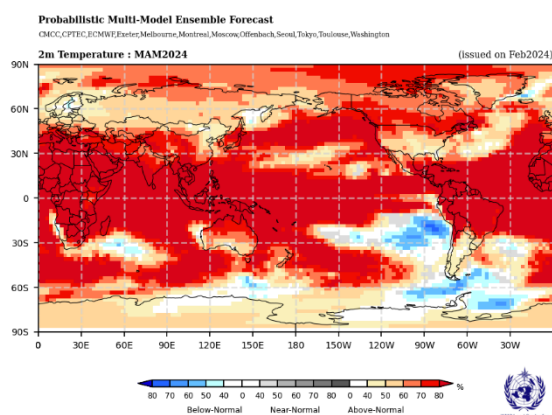 Probabilistic Multi-Model Ensemble Forecast
CMCC,CPTEC,ECMWF,Exeter,Melbourne,Montreal,Moscow,Offenbach,Seoul,Tokyo,Toulouse,Washington
2m Temperature : MAM2024 (issued on Feb2024)
90N
60N
30N
0
30S
60S
90S
0 30E 60E 90E 120E 150E 180 150W 120W 90W 60W 30W
80 70 60 50 40 0 40 50 60 70 80 0 40 50 60 70 80 %
Below-Normal Near-Normal Above-Normal